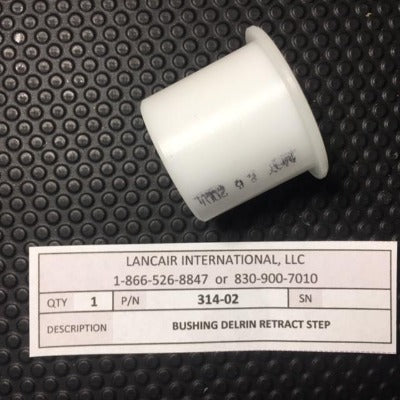 LANCAIR INTERNATIONAL, LLC
1-866-526-8847 or 830-900-7010
QTY 1 P/N 314-02 SN
DESCRIPTION BUSHING DELRIN RETRACT STEP